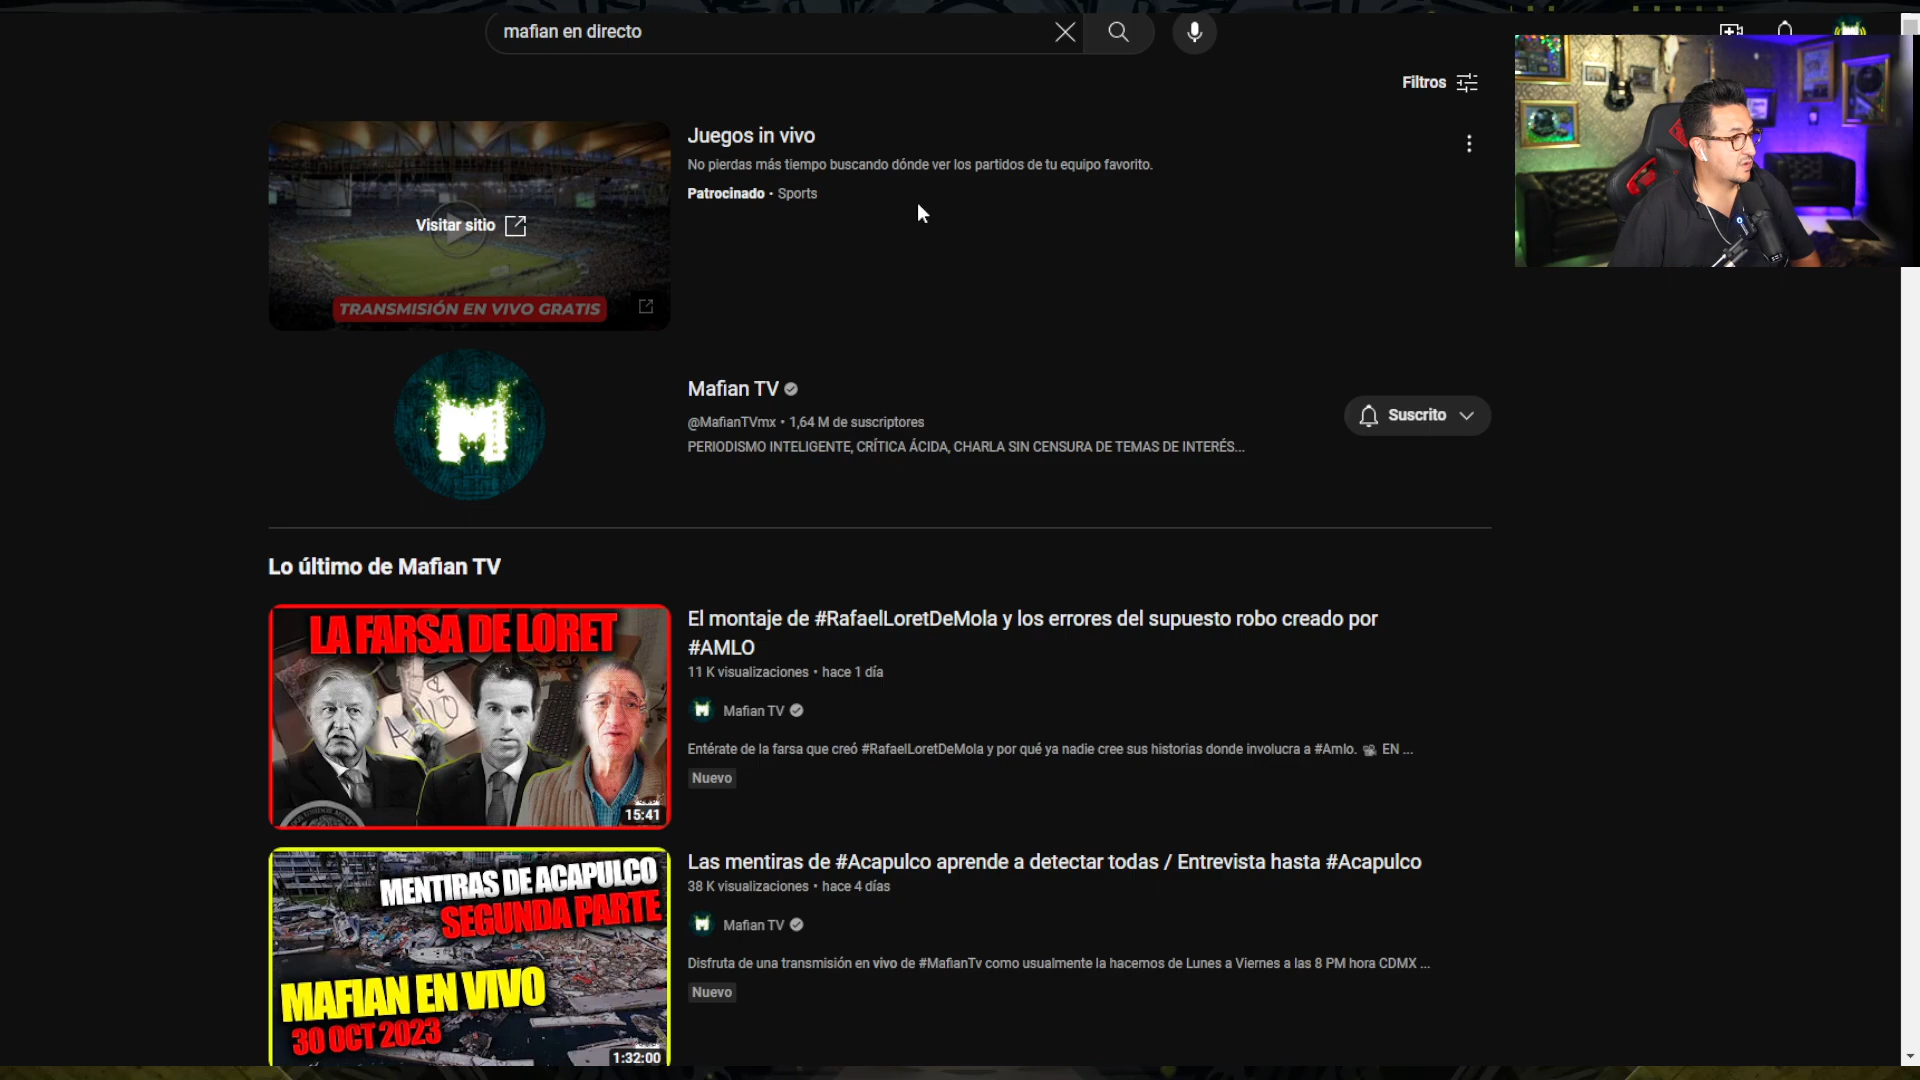 mafian en directo
Filtros
Juegos in vivo
No pierdas más tiempo buscando dónde ver los partidos de tu equipo favorito.
Patrocinado · Sports
Visitar sitio
TRANSMISIÓN EN VIVO GRATIS
M
Mafian TV
@MafianTVmx • 1,64 M de suscriptores
PERIODISMO INTELIGENTE, CRÍTICA ÁCIDA, CHARLA SIN CENSURA DE TEMAS DE INTERÉS...
Suscrito
Lo último de Mafian TV
LA FARSA DE LORET
15:41
El montaje de #RafaelLoretDeMola y los errores del supuesto robo creado por
#AMLO
11 K visualizaciones • hace 1 día
Mafian TV
Entérate de la farsa que creó #RafaelLoretDeMola y por qué ya nadie cree sus historias donde involucra a #Amlo. 📽 EN ...
Nuevo
MENTIRAS DE ACAPULCO
SEGUNDA PARTE
MAFIAN EN VIVO
30 OCT 2023
1:32:00
Las mentiras de #Acapulco aprende a detectar todas / Entrevista hasta #Acapulco
38 K visualizaciones • hace 4 días
Mafian TV
Disfruta de una transmisión en vivo de #MafianTv como usualmente la hacemos de Lunes a Viernes a las 8 PM hora CDMX ...
Nuevo